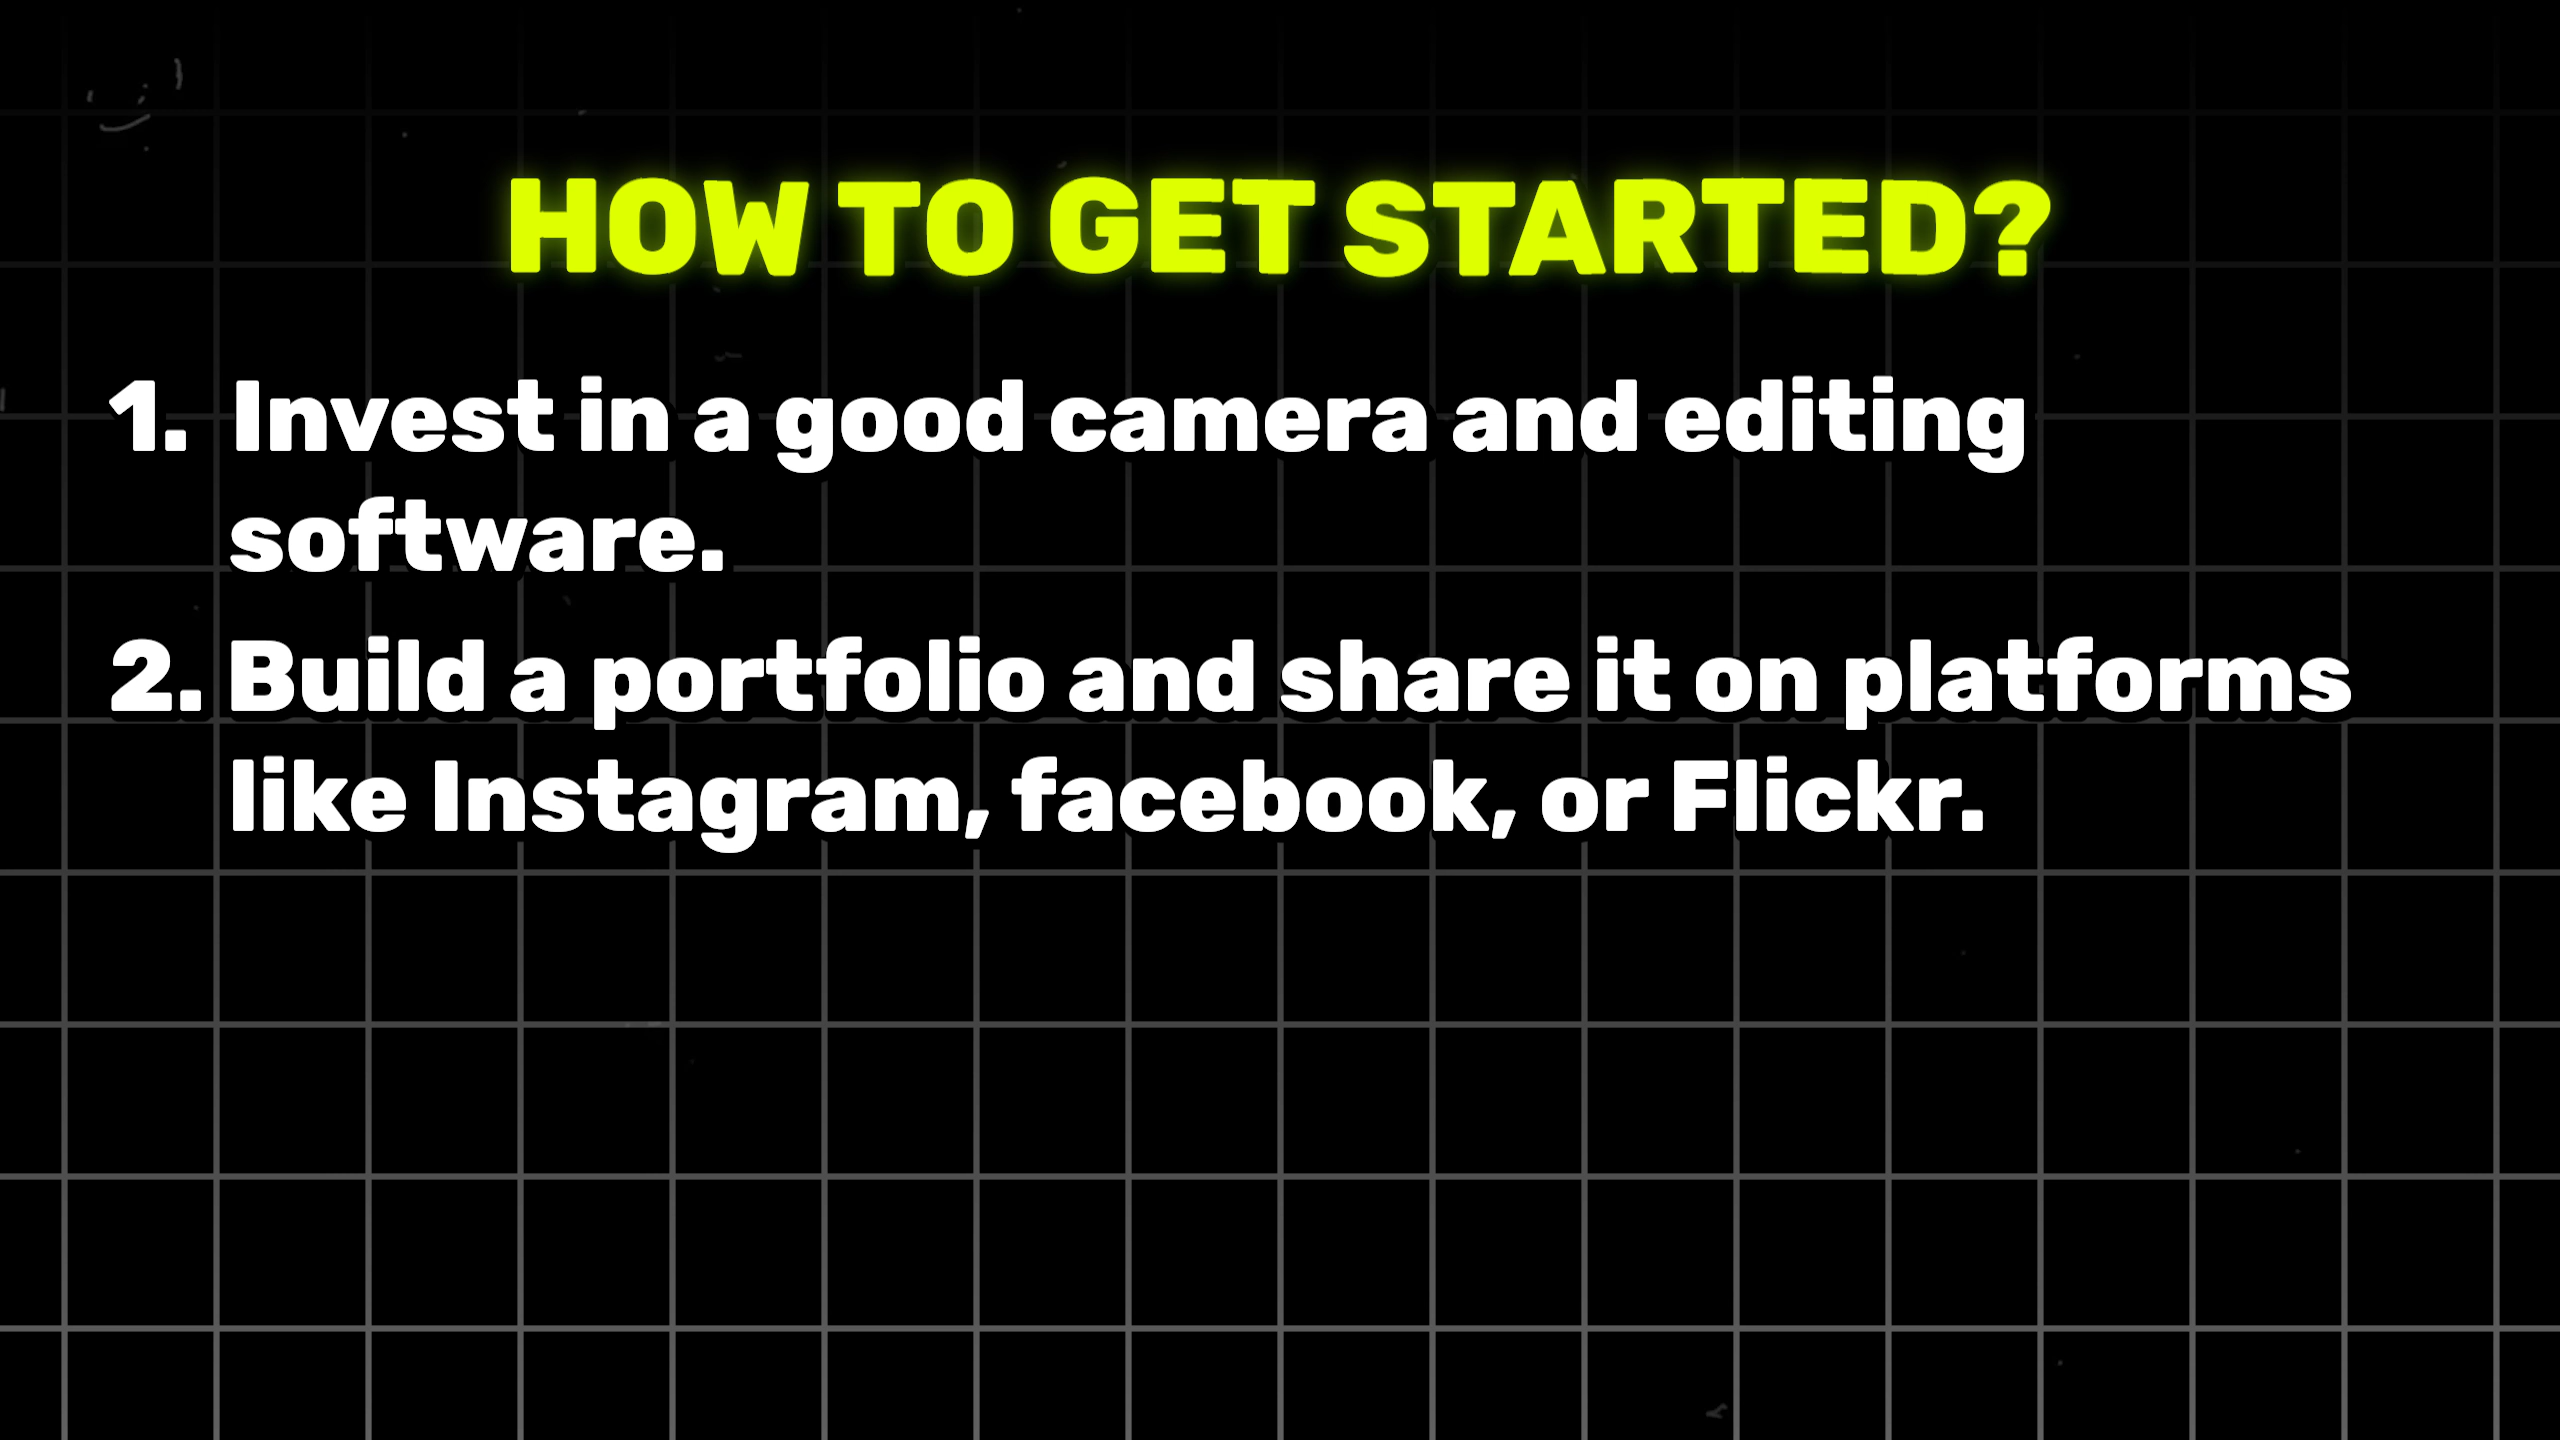 HOW TO GET STARTED?
1. Invest in a good camera and editing
software.
2. Build a portfolio and share it on platforms
like Instagram, facebook, or Flickr.